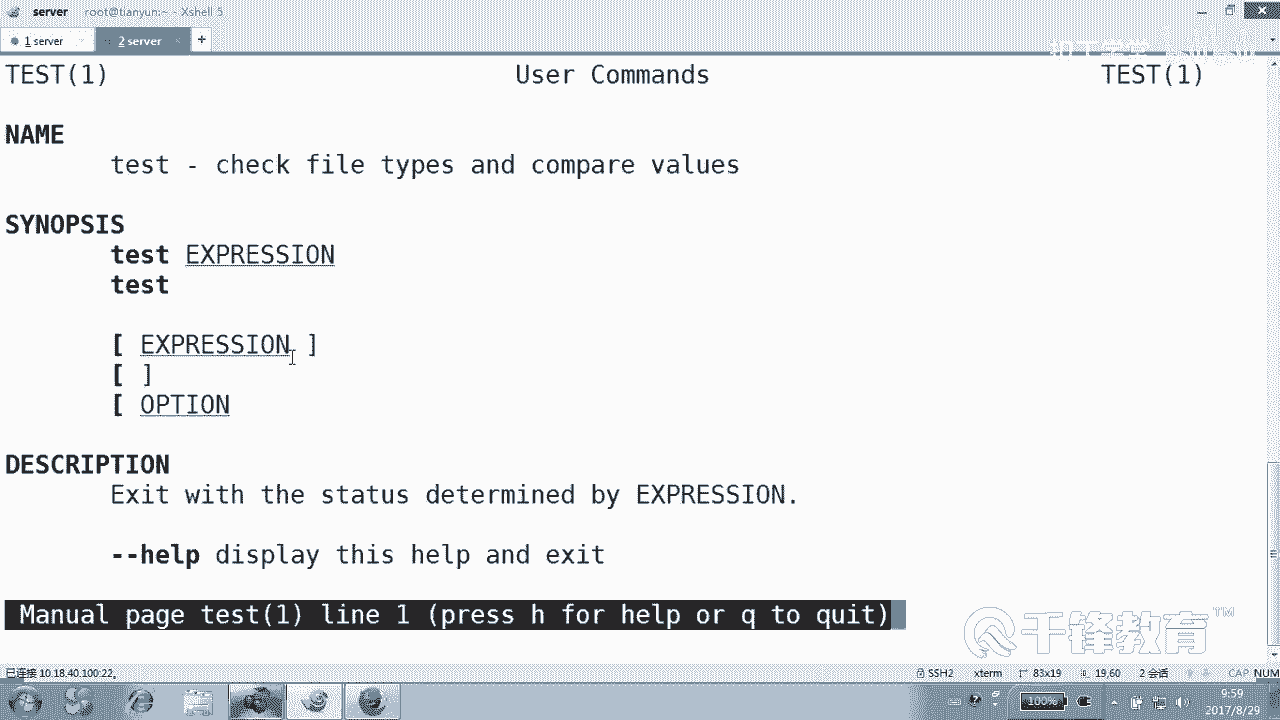 server root@tianyun:~ - Xshell 5
1 server
2 server
+
TEST(1) User Commands TEST(1)
NAME
test - check file types and compare values
SYNOPSIS
test EXPRESSION
test
[ EXPRESSION ]
[ ]
[ OPTION
DESCRIPTION
Exit with the status determined by EXPRESSION.
--help display this help and exit
Manual page test(1) line 1 (press h for help or q to quit)
千锋教育™
已连接 10.18.40.100:22。 SSH2 xterm 83x19 19,60 2 会话 CAP NUM
100% 9:59
2017/8/29